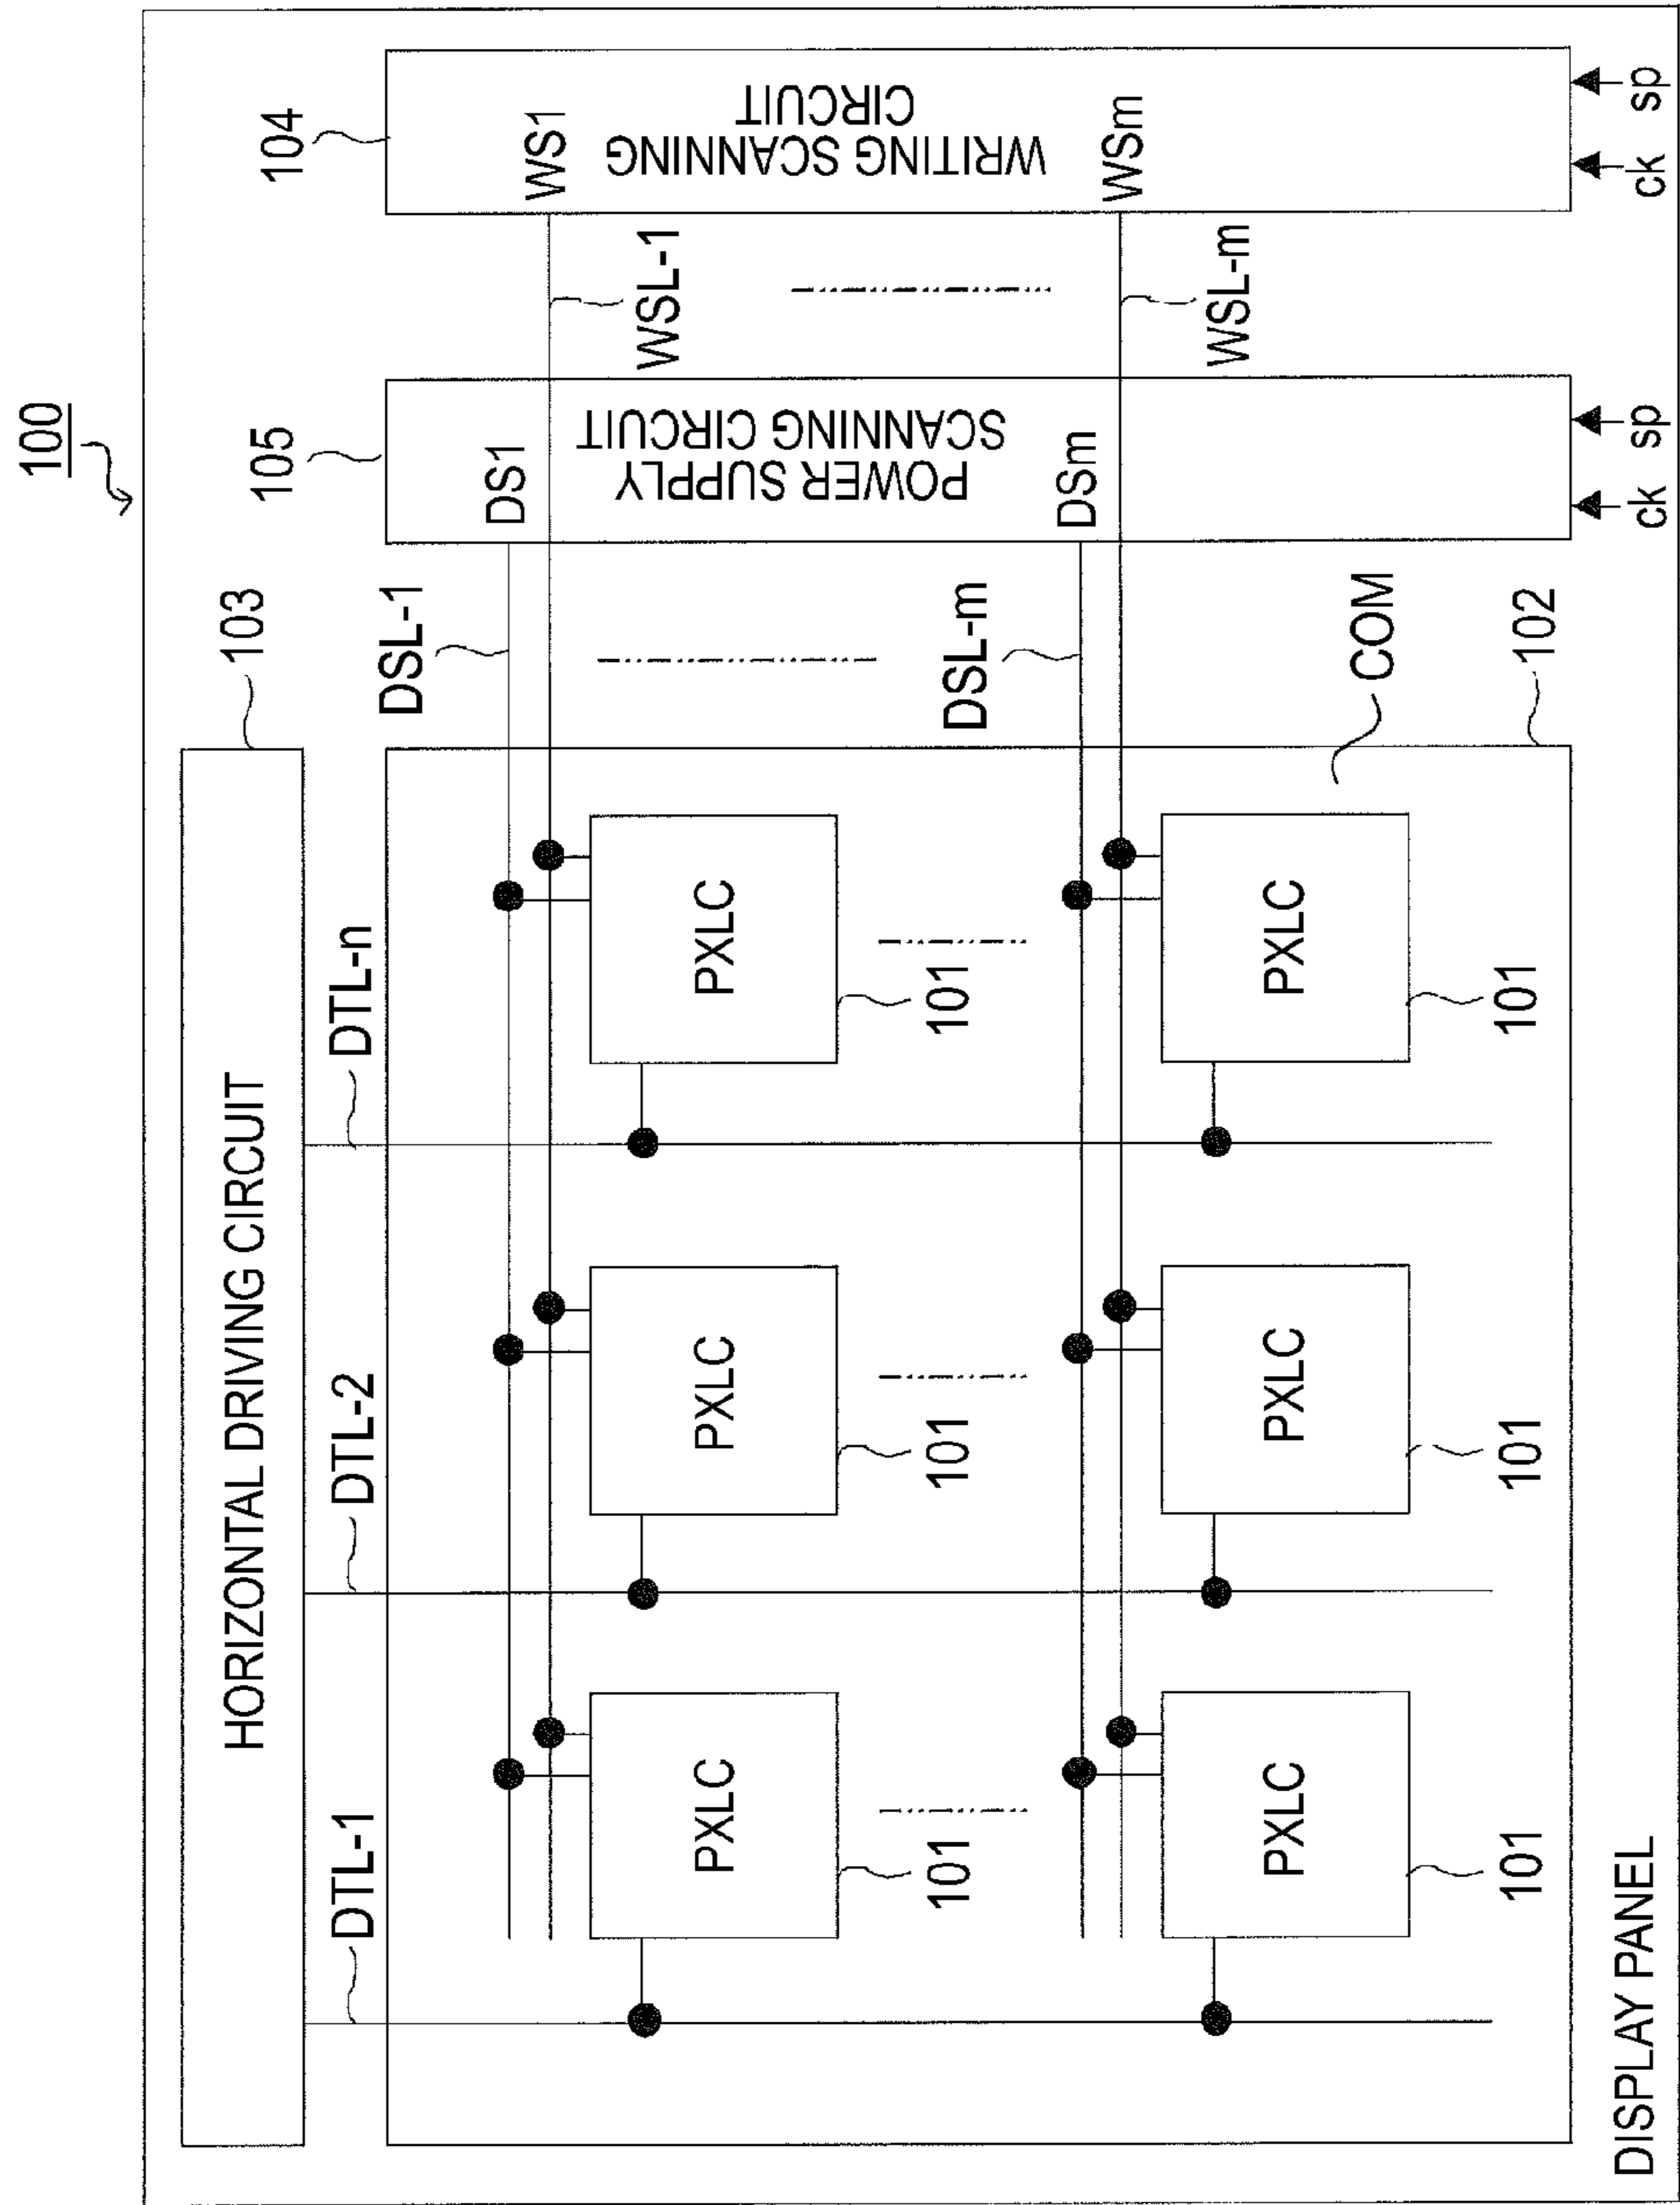 100
103
HORIZONTAL DRIVING CIRCUIT
105
104
DTL-1
DTL-2
DTL-n
DSL-1
DS1
WSL-1
WS1
PXLC
PXLC
PXLC
101
101
101
POWER SUPPLY
SCANNING CIRCUIT
WRITING SCANNING
CIRCUIT
DSL-m
DSm
WSL-m
WSm
PXLC
PXLC
PXLC
COM
101
101
101
102
ck
sp
ck
sp
DISPLAY PANEL